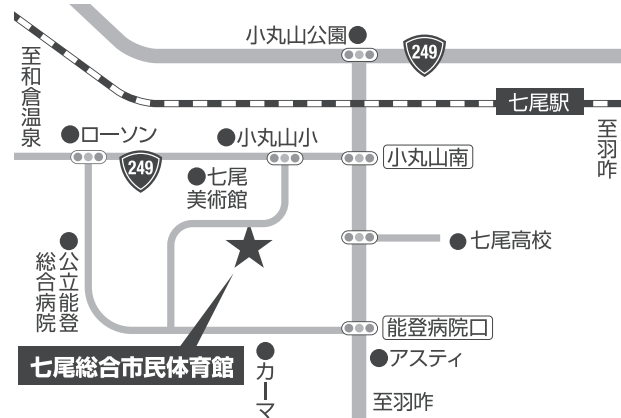 小丸山公園
249
至和倉温泉
七尾駅
至羽咋
ローソン
小丸山小
249
小丸山南
七尾
美術館
七尾高校
公立能登
総合病院
能登病院口
七尾総合市民体育館
カーマ
アスティ
至羽咋